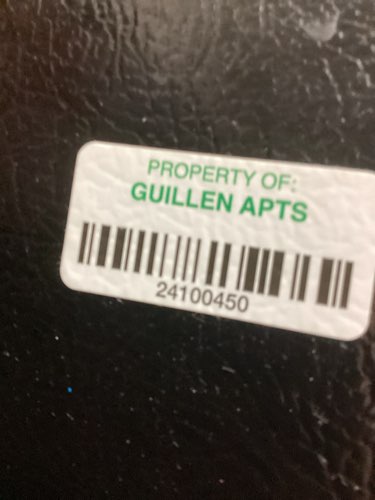 PROPERTY OF:
GUILLEN APTS
24100450